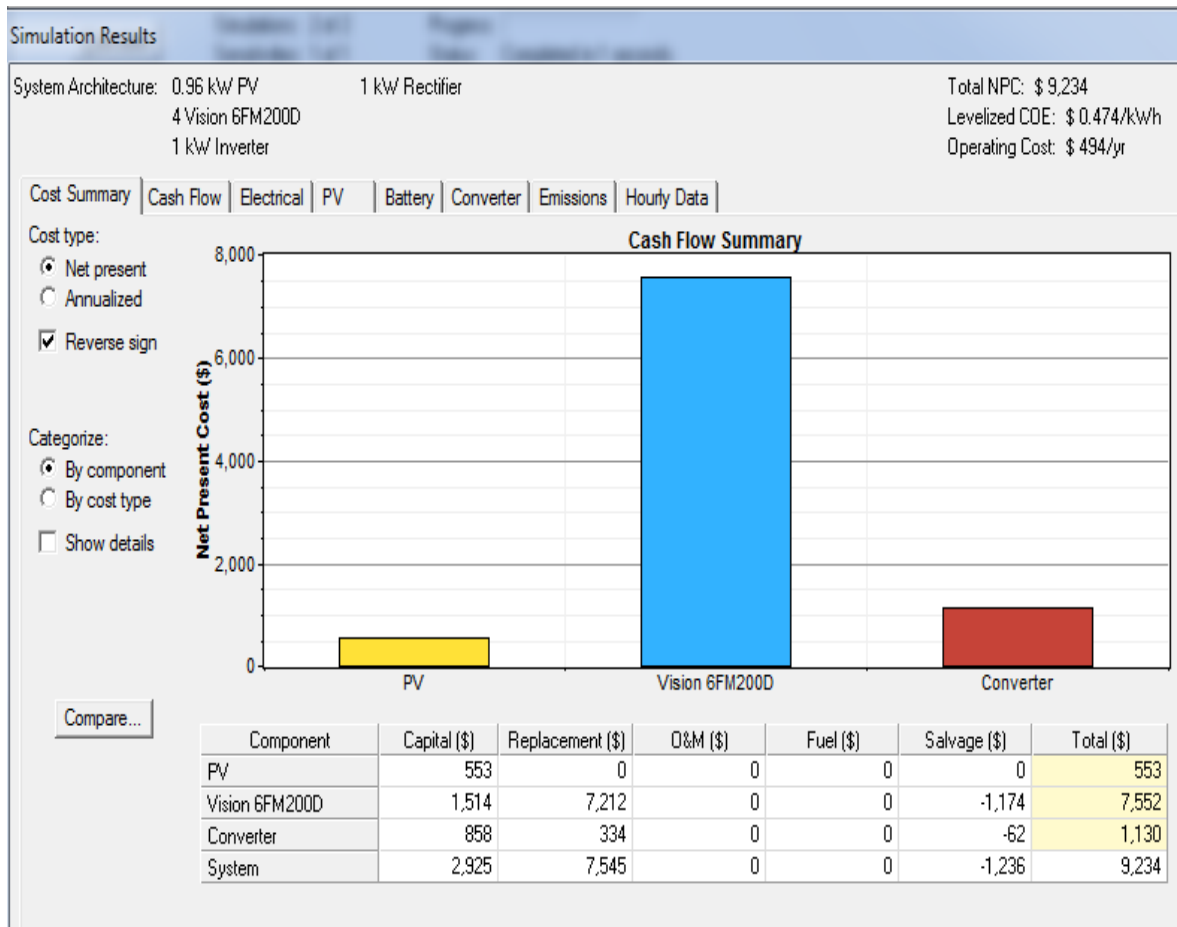 Simulation Results
System Architecture: 0.96 kW PV 1 kW Rectifier Total NPC: $ 9,234
4 Vision 6FM200D Levelized COE: $ 0.474/kWh
1 kW Inverter Operating Cost: $ 494/yr
Cost Summary Cash Flow Electrical PV Battery Converter Emissions Hourly Data
Cost type:
Net present
Annualized
Reverse sign
Categorize:
By component
By cost type
Show details
Compare...
Cash Flow Summary
Net Present Cost ($)
8,000
6,000
4,000
2,000
0
PV Vision 6FM200D Converter
Component Capital ($) Replacement ($) O&M ($) Fuel ($) Salvage ($) Total ($)
PV 553 0 0 0 0 553
Vision 6FM200D 1,514 7,212 0 0 -1,174 7,552
Converter 858 334 0 0 -62 1,130
System 2,925 7,545 0 0 -1,236 9,234